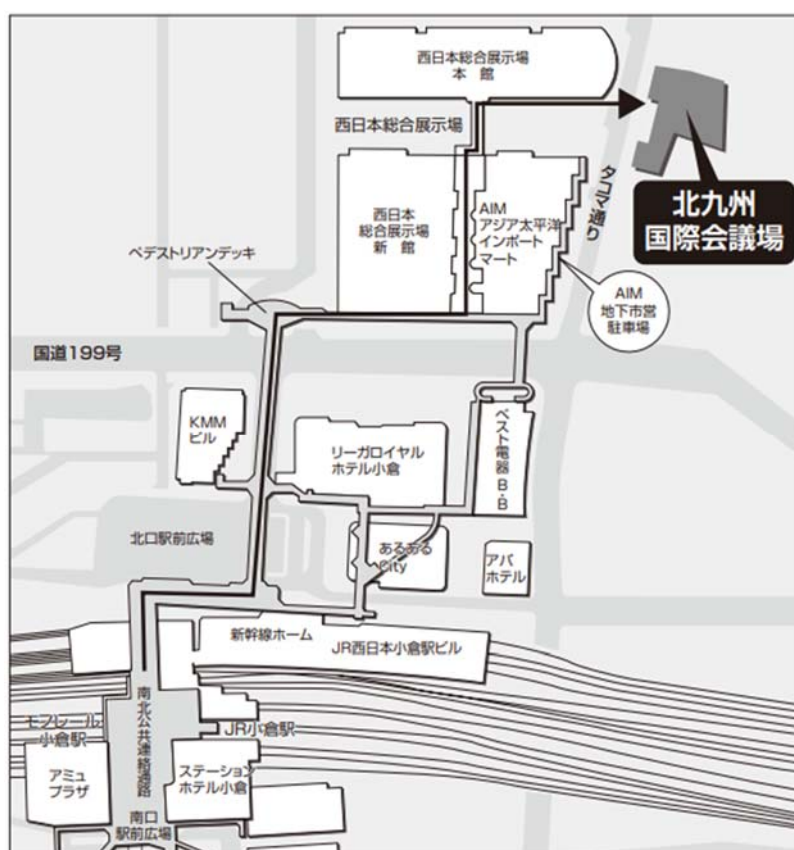 西日本総合展示場
本　館
西日本総合展示場
北九州
国際会議場
タコマ通り
西日本
総合展示場
新　館
AIM
アジア太平洋
インポート
マート
ペデストリアンデッキ
AIM
地下市営
駐車場
国道199号
KMM
ビル
リーガロイヤル
ホテル小倉
ベスト電器B・B
北口駅前広場
あるある
City
アパ
ホテル
新幹線ホーム
JR西日本小倉駅ビル
南北公共連絡通路
モノレール
小倉駅
JR小倉駅
アミュ
プラザ
ステーション
ホテル小倉
南口
駅前広場